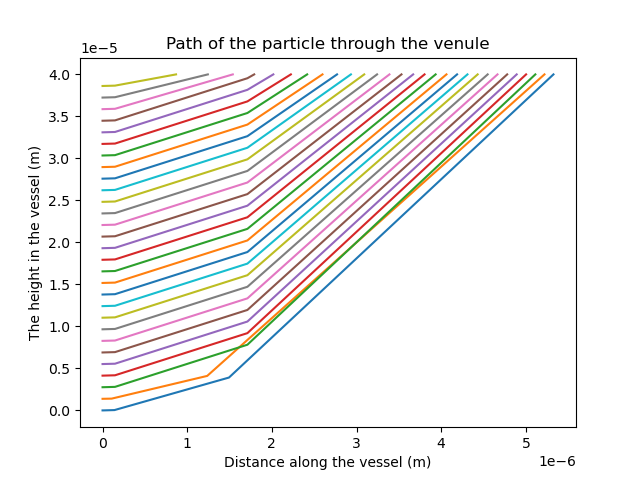 Path of the particle through the venule
1e−5
4.0
3.5
3.0
2.5
2.0
1.5
1.0
0.5
0.0
The height in the vessel (m)
0 1 2 3 4 5
1e−6
Distance along the vessel (m)